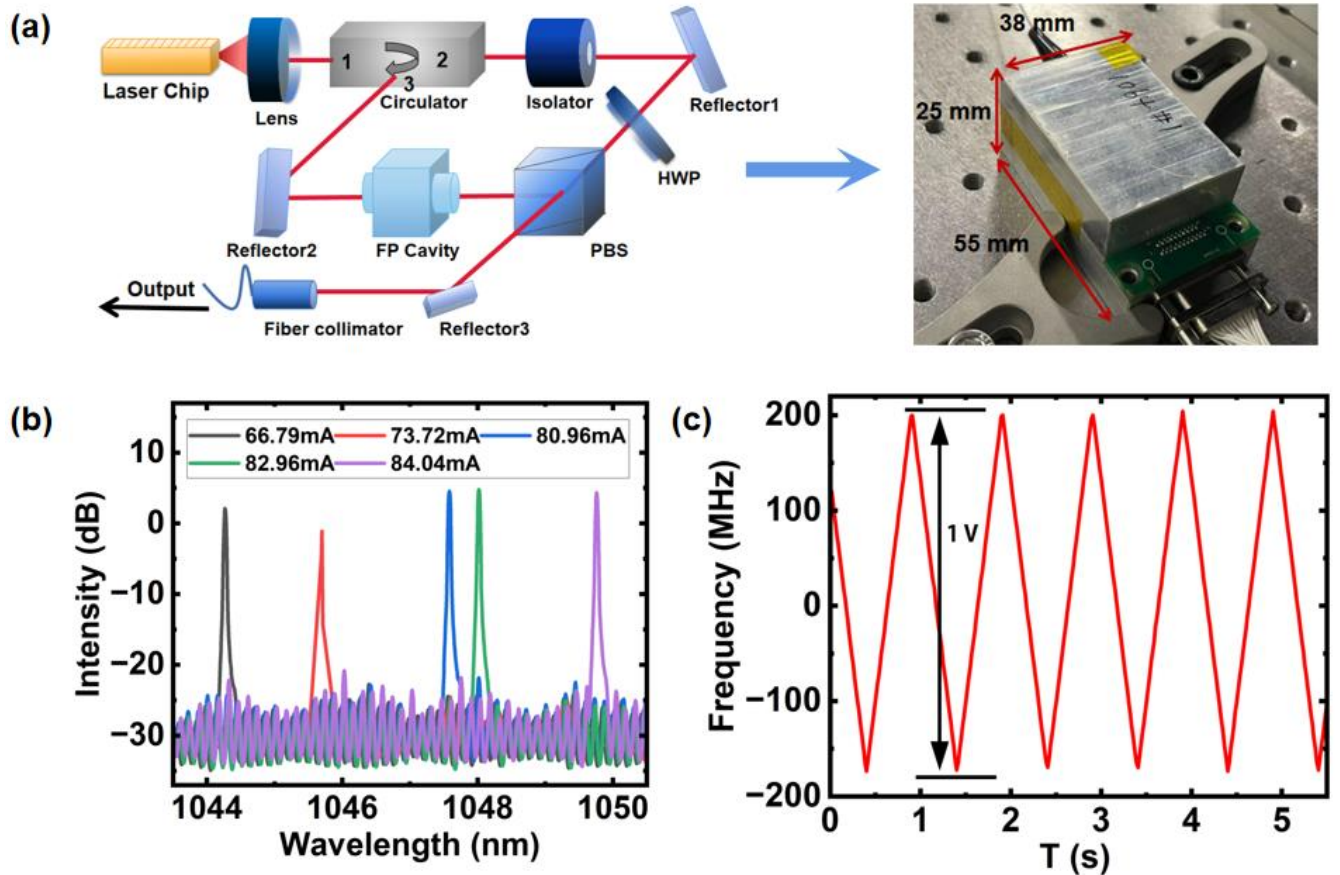 (a)
Laser Chip
Lens
1
2
3
Circulator
Isolator
Reflector1
HWP
Reflector2
FP Cavity
PBS
Output
Fiber collimator
Reflector3
38 mm
25 mm
55 mm
(b)
66.79mA 73.72mA 80.96mA
82.96mA 84.04mA
Intensity (dB)
10
0
−10
−20
−30
1044 1046 1048 1050
Wavelength (nm)
(c)
Frequency (MHz)
200
100
0
−100
−200
1 V
0 1 2 3 4 5
T (s)